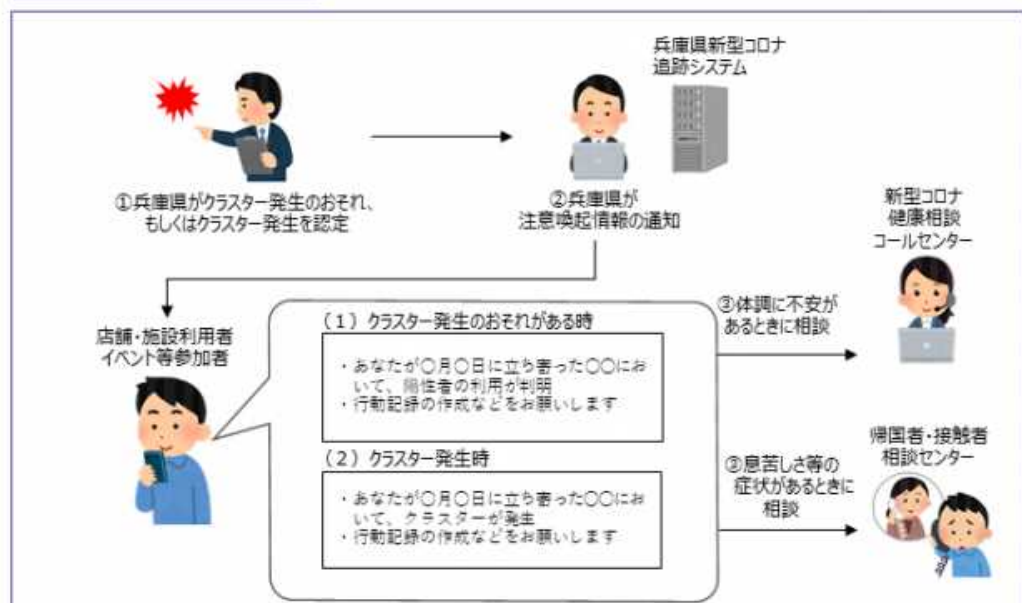 兵庫県新型コロナ
追跡システム
①兵庫県がクラスター発生のおそれ、
もしくはクラスター発生を認定
②兵庫県が
注意喚起情報の通知
新型コロナ
健康相談
コールセンター
店舗・施設利用者
イベント等参加者
(1)クラスター発生のおそれがある時
・あなたが〇月〇日に立ち寄った〇〇にお
いて、陽性者の利用が判明
・行動記録の作成などをお願いします
(2)クラスター発生時
・あなたが〇月〇日に立ち寄った〇〇にお
いて、クラスターが発生
・行動記録の作成などをお願いします
③体調に不安が
あるときに相談
帰国者・接触者
相談センター
③息苦しさ等の
症状があるときに
相談